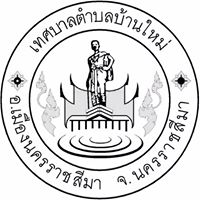 เทศบาลตำบลบ้านใหม่
อ.เมืองนครราชสีมา จ.นครราชสีมา